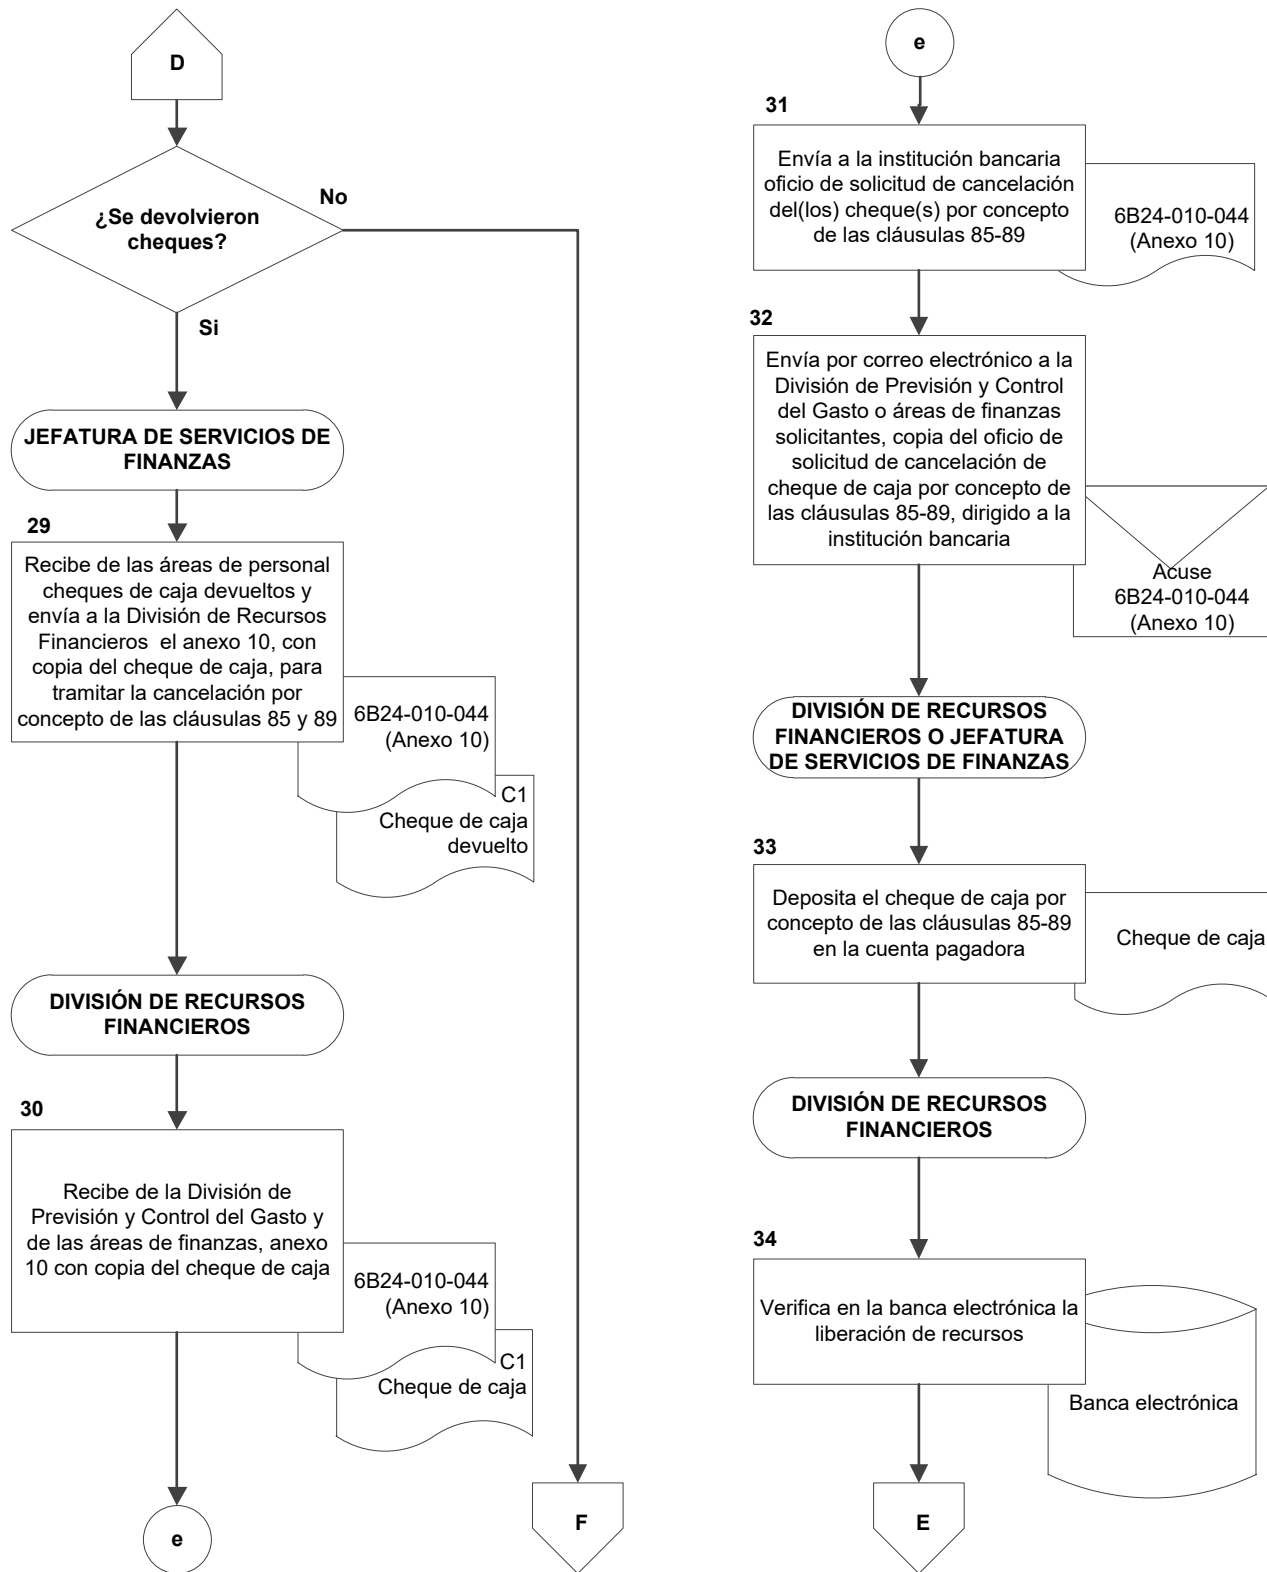 D
¿Se devolvieron
cheques?
No
Si
JEFATURA DE SERVICIOS DE
FINANZAS
29
Recibe de las áreas de personal
cheques de caja devueltos y
envía a la División de Recursos
Financieros el anexo 10, con
copia del cheque de caja, para
tramitar la cancelación por
concepto de las cláusulas 85 y 89
6B24-010-044
(Anexo 10)
C1
Cheque de caja
devuelto
DIVISIÓN DE RECURSOS
FINANCIEROS
30
Recibe de la División de
Previsión y Control del Gasto y
de las áreas de finanzas, anexo
10 con copia del cheque de caja
6B24-010-044
(Anexo 10)
C1
Cheque de caja
e
F
e
31
Envía a la institución bancaria
oficio de solicitud de cancelación
del(los) cheque(s) por concepto
de las cláusulas 85-89
6B24-010-044
(Anexo 10)
32
Envía por correo electrónico a la
División de Previsión y Control
del Gasto o áreas de finanzas
solicitantes, copia del oficio de
solicitud de cancelación de
cheque de caja por concepto de
las cláusulas 85-89, dirigido a la
institución bancaria
Acuse
6B24-010-044
(Anexo 10)
DIVISIÓN DE RECURSOS
FINANCIEROS O JEFATURA
DE SERVICIOS DE FINANZAS
33
Deposita el cheque de caja por
concepto de las cláusulas 85-89
en la cuenta pagadora
Cheque de caja
DIVISIÓN DE RECURSOS
FINANCIEROS
34
Verifica en la banca electrónica la
liberación de recursos
Banca electrónica
E